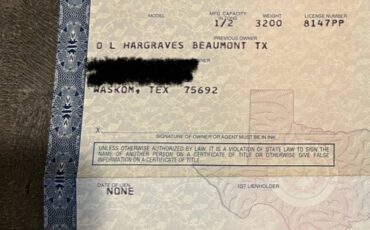 MODEL MFG. CAPACITY IN TONS WEIGHT LICENSE NUMBER
1/2 3200 8147PP
PREVIOUS OWNER
D L HARGRAVES BEAUMONT TX
OWNER
WASKOM, TEX 75692
X
SIGNATURE OF OWNER OR AGENT MUST BE IN INK
UNLESS OTHERWISE AUTHORIZED BY LAW, IT IS A VIOLATION OF STATE LAW TO SIGN THE
NAME OF ANOTHER PERSON ON A CERTIFICATE OF TITLE OR OTHERWISE GIVE FALSE
INFORMATION ON A CERTIFICATE OF TITLE.
DATE OF LIEN 1ST LIENHOLDER
NONE